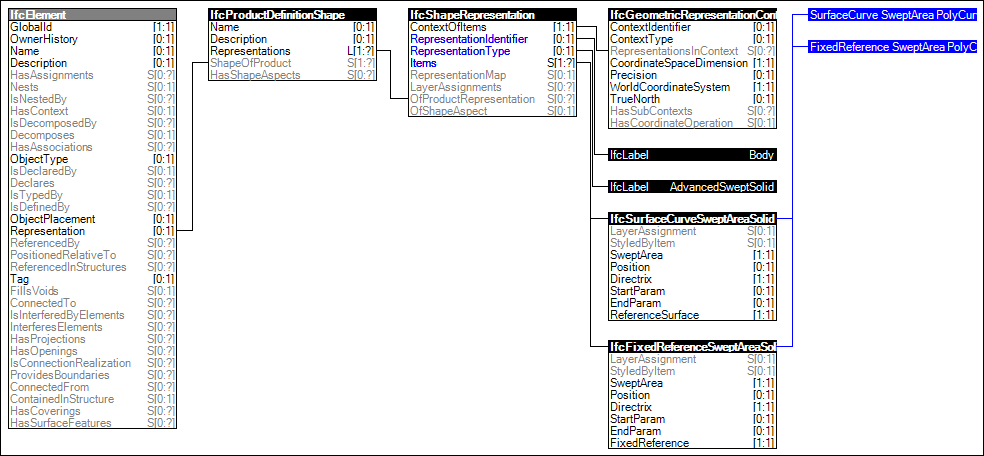 IfcElement
GlobalId [1:1]
OwnerHistory [0:1]
Name [0:1]
Description [0:1]
HasAssignments S[0:?]
Nests S[0:1]
IsNestedBy S[0:?]
HasContext S[0:1]
IsDecomposedBy S[0:?]
Decomposes S[0:1]
HasAssociations S[0:?]
ObjectType [0:1]
IsDeclaredBy S[0:1]
Declares S[0:?]
IsTypedBy S[0:1]
IsDefinedBy S[0:?]
ObjectPlacement [0:1]
Representation [0:1]
ReferencedBy S[0:?]
PositionedRelativeTo S[0:?]
ReferencedInStructures S[0:?]
Tag [0:1]
FillsVoids S[0:1]
ConnectedTo S[0:?]
IsInterferedByElements S[0:?]
InterferesElements S[0:?]
HasProjections S[0:?]
HasOpenings S[0:?]
IsConnectionRealization S[0:?]
ProvidesBoundaries S[0:?]
ConnectedFrom S[0:?]
ContainedInStructure S[0:1]
HasCoverings S[0:?]
HasSurfaceFeatures S[0:?]
IfcProductDefinitionShape
Name [0:1]
Description [0:1]
Representations L[1:?]
ShapeOfProduct S[1:?]
HasShapeAspects S[0:?]
IfcShapeRepresentation
ContextOfItems [1:1]
RepresentationIdentifier [0:1]
RepresentationType [0:1]
Items S[1:?]
RepresentationMap S[0:1]
LayerAssignments S[0:?]
OfProductRepresentation S[0:?]
OfShapeAspect S[0:1]
IfcGeometricRepresentationCont
ContextIdentifier [0:1]
ContextType [0:1]
RepresentationsInContext S[0:?]
CoordinateSpaceDimension [1:1]
Precision [0:1]
WorldCoordinateSystem [1:1]
TrueNorth [0:1]
HasSubContexts S[0:?]
HasCoordinateOperation S[0:1]
IfcLabel Body
IfcLabel AdvancedSweptSolid
IfcSurfaceCurveSweptAreaSolid
LayerAssignment S[0:1]
StyledByItem S[0:1]
SweptArea [1:1]
Position [0:1]
Directrix [1:1]
StartParam [0:1]
EndParam [0:1]
ReferenceSurface [1:1]
IfcFixedReferenceSweptAreaSol
LayerAssignment S[0:1]
StyledByItem S[0:1]
SweptArea [1:1]
Position [0:1]
Directrix [1:1]
StartParam [0:1]
EndParam [0:1]
FixedReference [1:1]
SurfaceCurve SweptArea PolyCur
FixedReference SweptArea PolyC